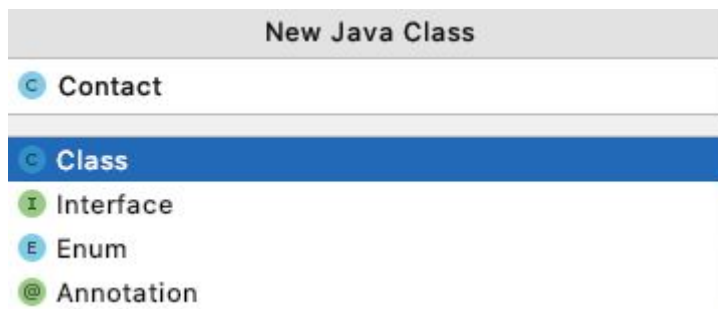 New Java Class
C Contact
C Class
I Interface
E Enum
@ Annotation